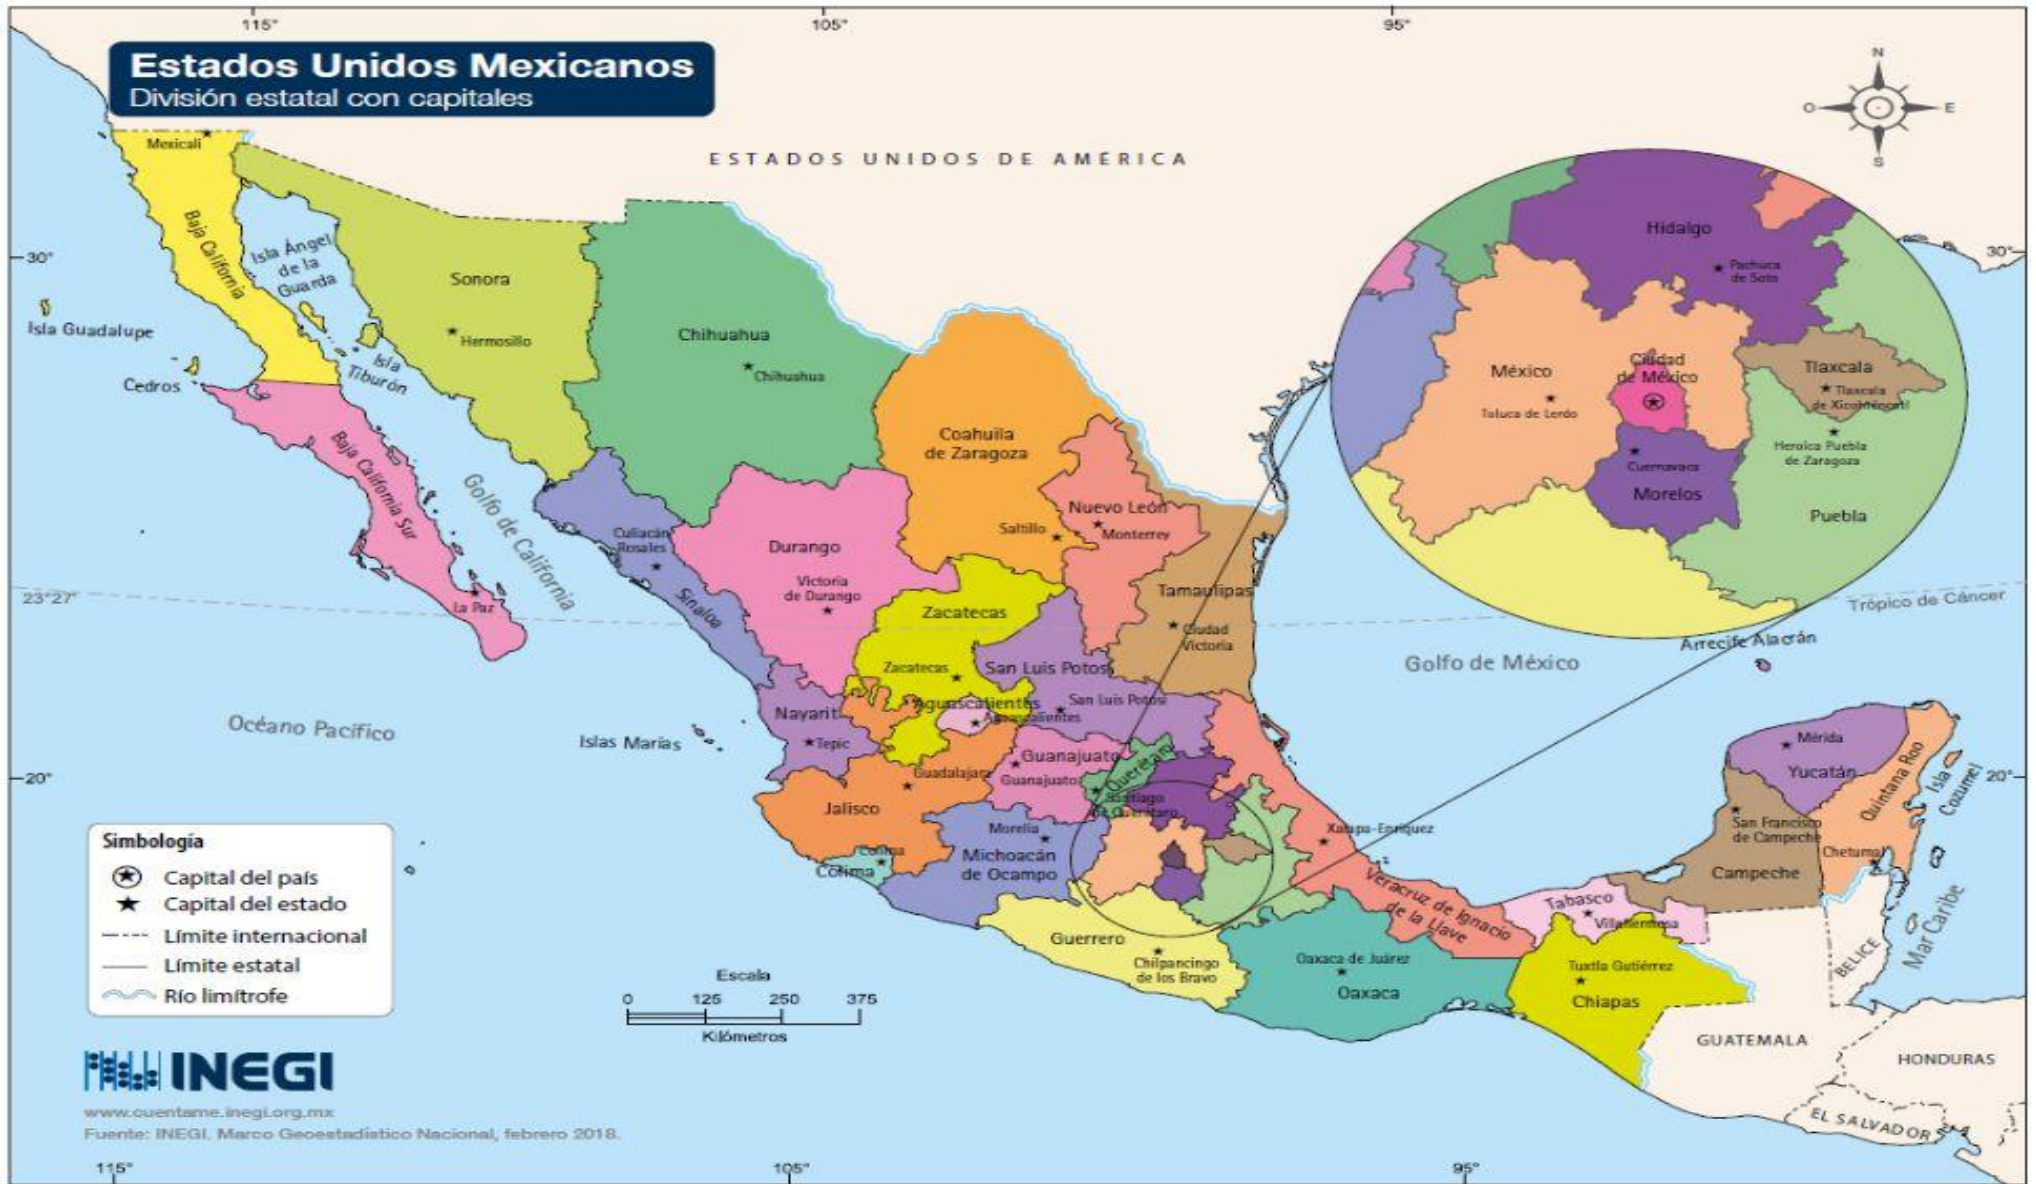 115°
105°
95°
Estados Unidos Mexicanos
División estatal con capitales
N
O
E
S
ESTADOS UNIDOS DE AMÉRICA
Mexicali
Baja California
Isla Ángel
de la
Guarda
30°
30°
Isla Guadalupe
Cedros
Isla
Tiburón
Sonora
Hermosillo
Chihuahua
Chihuahua
Coahuila
de Zaragoza
Saltillo
Nuevo León
Monterrey
Hidalgo
Pachuca
de Soto
México
Toluca de Lerdo
Ciudad
de México
Tlaxcala
Tlaxcala
de Xicohténcatl
Heroica Puebla
de Zaragoza
Cuernavaca
Morelos
Puebla
Baja California Sur
La Paz
Golfo de California
Culiacán
Rosales
Sinaloa
Durango
Victoria
de Durango
Tamaulipas
Ciudad
Victoria
23°27'
Trópico de Cáncer
Zacatecas
Zacatecas
San Luis Potosí
San Luis Potosí
Aguascalientes
Aguascalientes
Golfo de México
Arrecife Alacrán
Océano Pacífico
Islas Marías
Nayarit
Tepic
Guanajuato
Guanajuato
Querétaro
Santiago
de Querétaro
Guadalajara
Jalisco
Colima
Colima
Morelia
Michoacán
de Ocampo
Xalapa-Enríquez
Veracruz de Ignacio
de la Llave
20°
20°
Mérida
Yucatán
Quintana Roo
Isla
Cozumel
San Francisco
de Campeche
Campeche
Chetumal
Tabasco
Villahermosa
Mar Caribe
BELICE
Guerrero
Chilpancingo
de los Bravo
Oaxaca de Juárez
Oaxaca
Tuxtla Gutiérrez
Chiapas
GUATEMALA
HONDURAS
EL SALVADOR
Simbología
Capital del país
Capital del estado
Límite internacional
Límite estatal
Río limítrofe
Escala
0 125 250 375
Kilómetros
INEGI
www.cuentame.inegi.org.mx
Fuente: INEGI. Marco Geoestadístico Nacional, febrero 2018.
115°
105°
95°